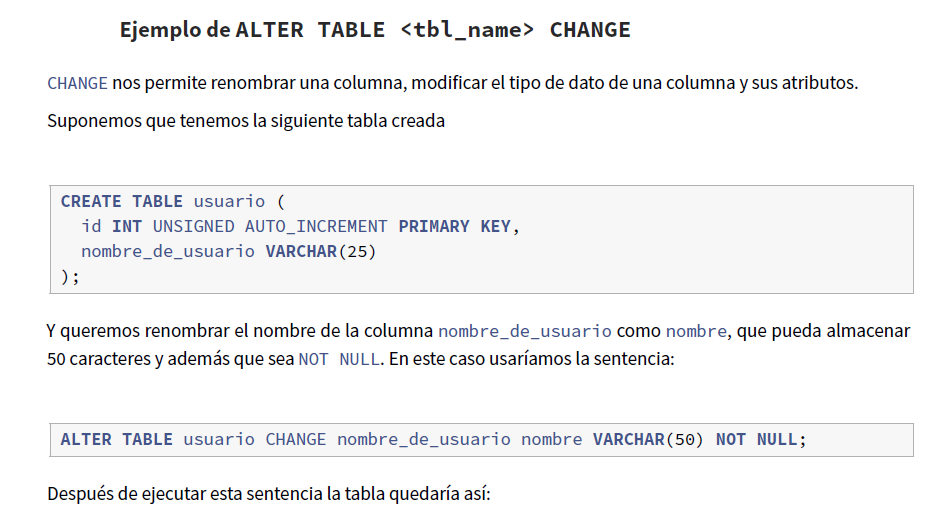 Ejemplo de ALTER TABLE <tbl_name> CHANGE
CHANGE nos permite renombrar una columna, modificar el tipo de dato de una columna y sus atributos.
Suponemos que tenemos la siguiente tabla creada
CREATE TABLE usuario (
  id INT UNSIGNED AUTO_INCREMENT PRIMARY KEY,
  nombre_de_usuario VARCHAR(25)
);
Y queremos renombrar el nombre de la columna nombre_de_usuario como nombre, que pueda almacenar
50 caracteres y además que sea NOT NULL. En este caso usaríamos la sentencia:
ALTER TABLE usuario CHANGE nombre_de_usuario nombre VARCHAR(50) NOT NULL;
Después de ejecutar esta sentencia la tabla quedaría así: